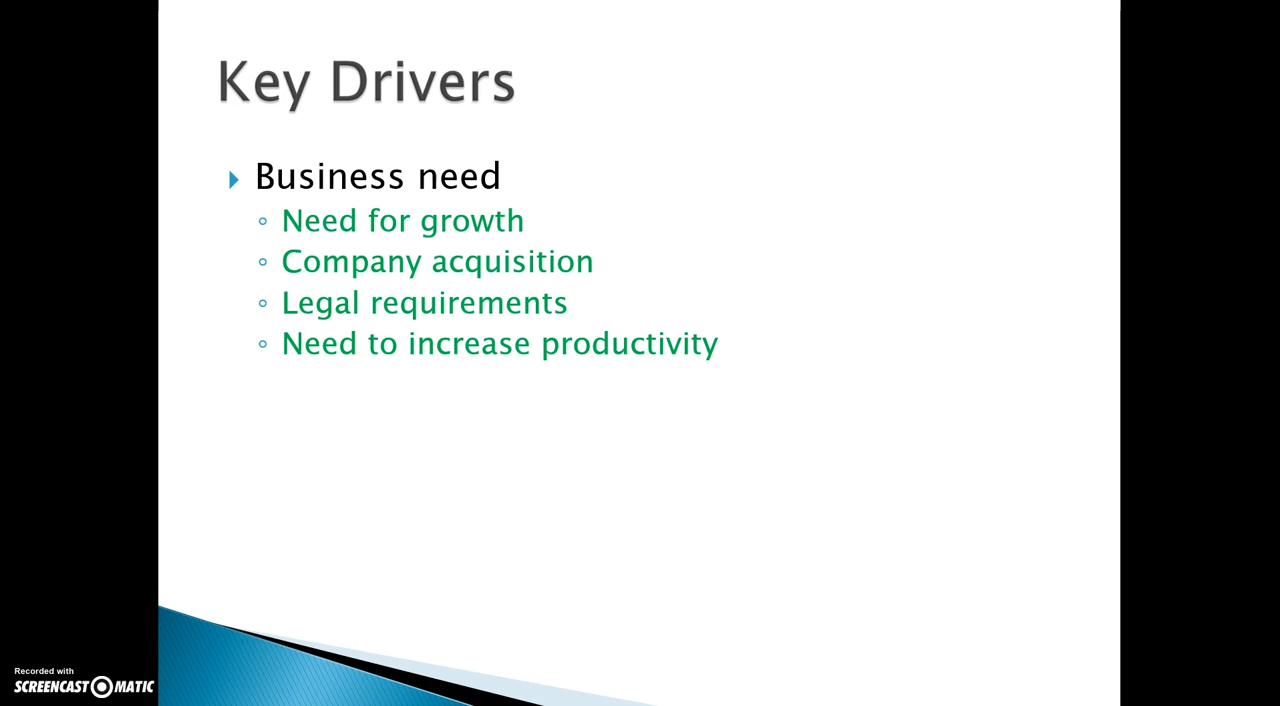 Key Drivers
Business need
Need for growth
Company acquisition
Legal requirements
Need to increase productivity
Recorded with
SCREENCAST MATIC